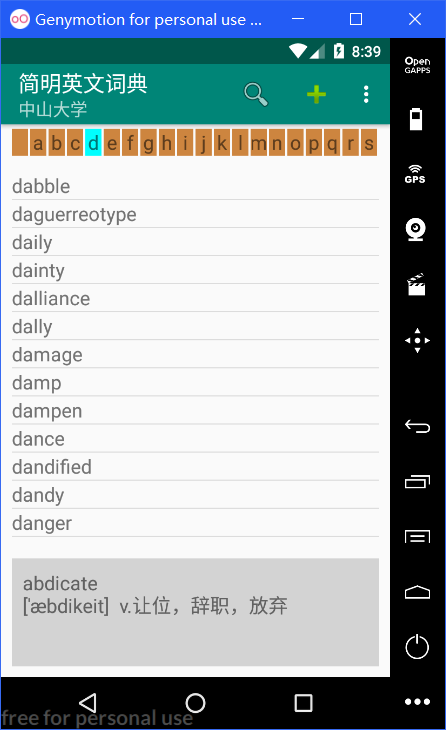 Genymotion for personal use ...
8:39
简明英文词典
中山大学
a b c d e f g h i j k l m n o p q r s
dabble
daguerreotype
daily
dainty
dalliance
dally
damage
damp
dampen
dance
dandified
dandy
danger
abdicate
['æbdikeit]  v.让位，辞职，放弃
free for personal use
Open
GAPPS
GPS